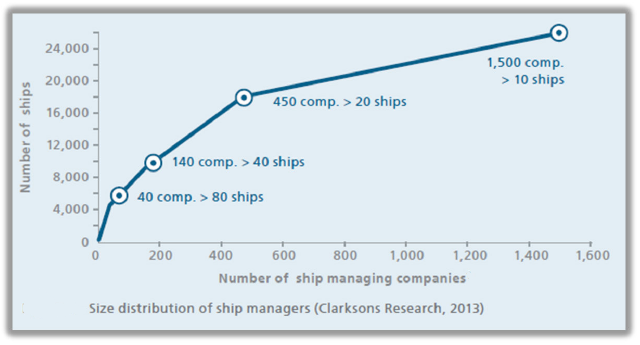 24,000
20,000
16,000
12,000
8,000
4,000
0
Number of ships
1,500 comp.
> 10 ships
450 comp. > 20 ships
140 comp. > 40 ships
40 comp. > 80 ships
0 200 400 600 800 1,000 1,200 1,400 1,600
Number of ship managing companies
Size distribution of ship managers (Clarksons Research, 2013)